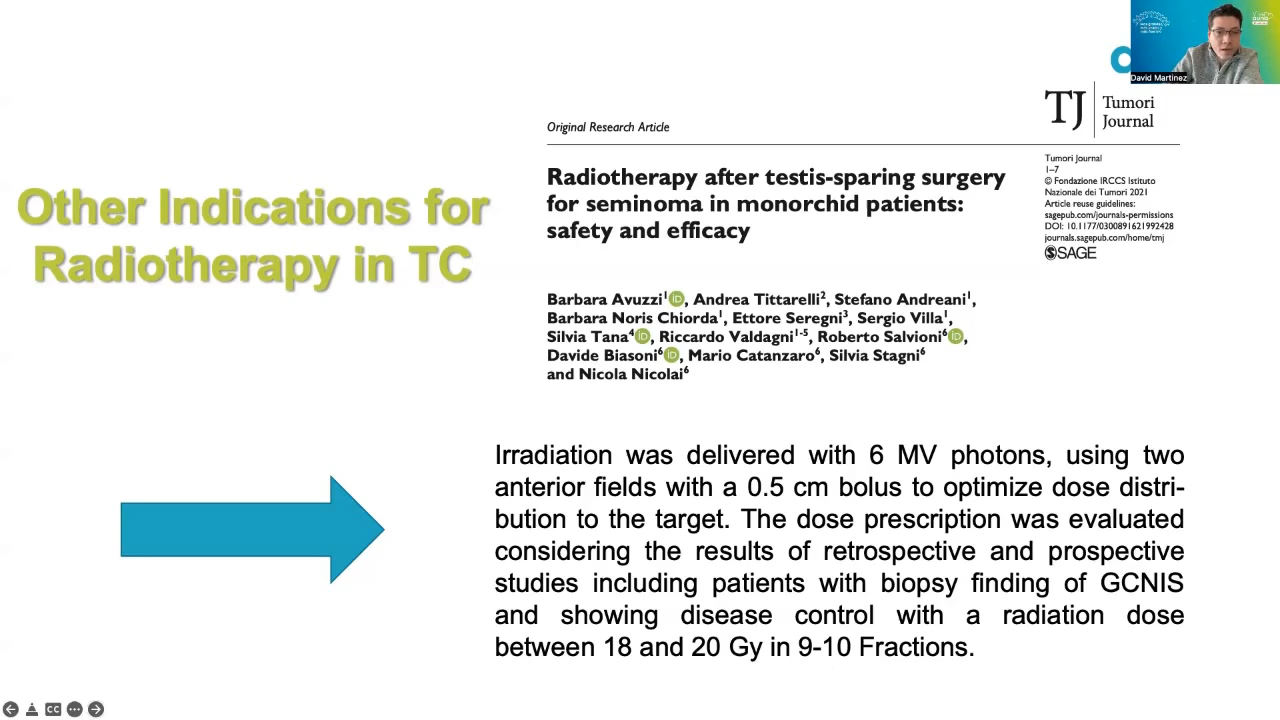 David Martinez
TJ
Tumori
Journal
Original Research Article
Tumori Journal
1–7
© Fondazione IRCCS Istituto
Nazionale dei Tumori 2021
Article reuse guidelines:
sagepub.com/journals-permissions
DOI: 10.1177/0300891621992428
journals.sagepub.com/home/tmj
SAGE
Radiotherapy after testis-sparing surgery
for seminoma in monorchid patients:
safety and efficacy
Other Indications for
Radiotherapy in TC
Barbara Avuzzi¹ iD, Andrea Tittarelli², Stefano Andreani¹,
Barbara Noris Chiorda¹, Ettore Seregni³, Sergio Villa¹,
Silvia Tana⁴ iD, Riccardo Valdagni¹⁻⁵, Roberto Salvioni⁶ iD,
Davide Biasoni⁶ iD, Mario Catanzaro⁶, Silvia Stagni⁶
and Nicola Nicolai⁶
Irradiation was delivered with 6 MV photons, using two
anterior fields with a 0.5 cm bolus to optimize dose distri-
bution to the target. The dose prescription was evaluated
considering the results of retrospective and prospective
studies including patients with biopsy finding of GCNIS
and showing disease control with a radiation dose
between 18 and 20 Gy in 9-10 Fractions.
CC